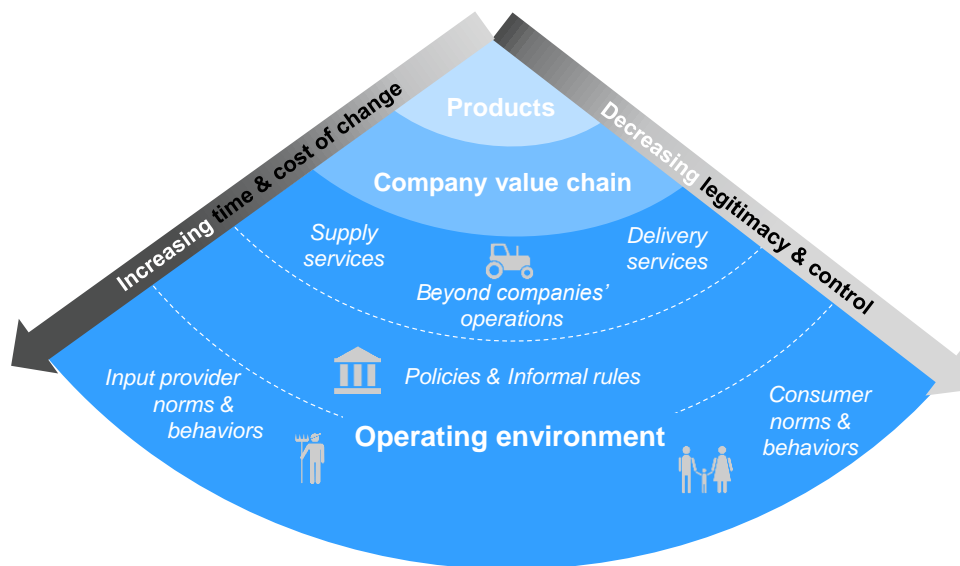 Products
Company value chain
Increasing time & cost of change
Decreasing legitimacy & control
Supply
services
Delivery
services
Beyond companies’
operations
Policies & Informal rules
Input provider
norms &
behaviors
Consumer
norms &
behaviors
Operating environment